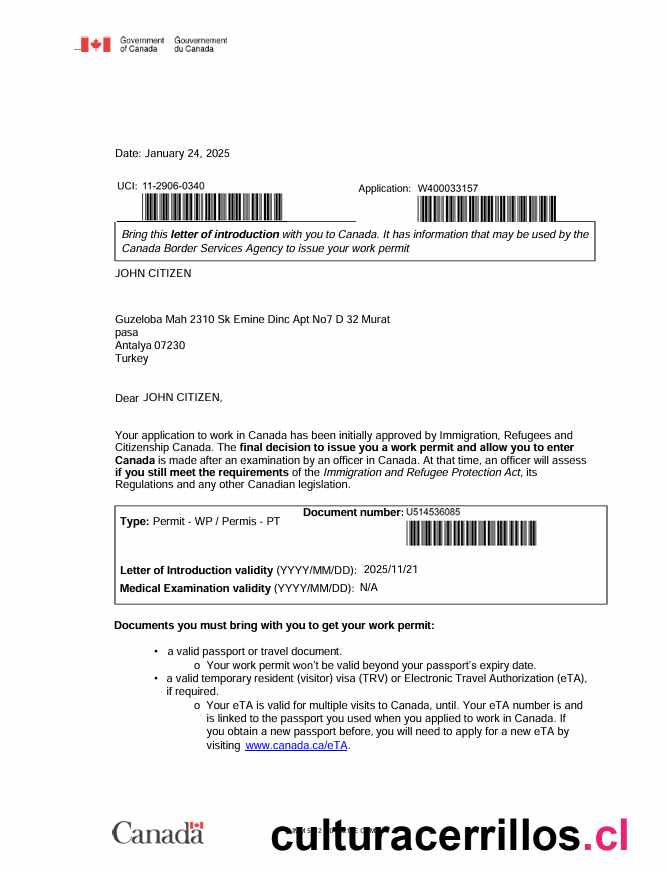 Government Gouvernement
of Canada du Canada
Date: January 24, 2025
UCI: 11-2906-0340
Application: W400033157
Bring this letter of introduction with you to Canada. It has information that may be used by the
Canada Border Services Agency to issue your work permit
JOHN CITIZEN
Guzeloba Mah 2310 Sk Emine Dinc Apt No7 D 32 Murat
pasa
Antalya 07230
Turkey
Dear JOHN CITIZEN,
Your application to work in Canada has been initially approved by Immigration, Refugees and
Citizenship Canada. The final decision to issue you a work permit and allow you to enter
Canada is made after an examination by an officer in Canada. At that time, an officer will assess
if you still meet the requirements of the Immigration and Refugee Protection Act, its
Regulations and any other Canadian legislation.
Document number: U514536085
Type: Permit - WP / Permis - PT
Letter of Introduction validity (YYYY/MM/DD): 2025/11/21
Medical Examination validity (YYYY/MM/DD): N/A
Documents you must bring with you to get your work permit:
• a valid passport or travel document.
o Your work permit won't be valid beyond your passport's expiry date.
• a valid temporary resident (visitor) visa (TRV) or Electronic Travel Authorization (eTA),
if required.
o Your eTA is valid for multiple visits to Canada, until. Your eTA number is and
is linked to the passport you used when you applied to work in Canada. If
you obtain a new passport before, you will need to apply for a new eTA by
visiting www.canada.ca/eTA.
Canada
culturacerrillos.cl